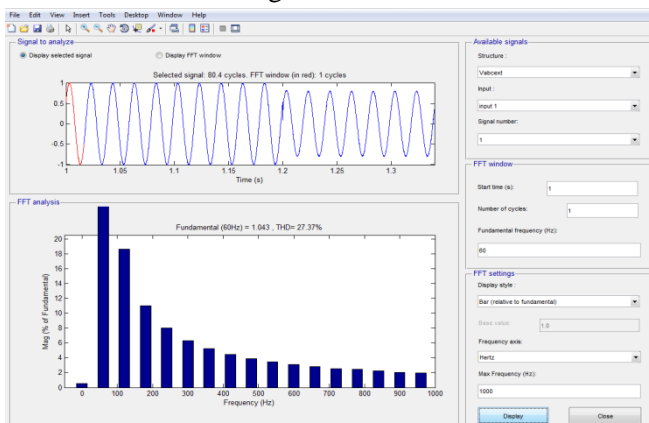 File Edit View Insert Tools Desktop Window Help
Signal to analyze
Display selected signal
Display FFT window
Selected signal: 80.4 cycles. FFT window (in red): 1 cycles
1
0.5
0
-0.5
-1
1 1.05 1.1 1.15 1.2 1.25 1.3
Time (s)
FFT analysis
Fundamental (60Hz) = 1.043 , THD= 27.37%
Mag (% of Fundamental)
20
18
16
14
12
10
8
6
4
2
0
0 100 200 300 400 500 600 700 800 900 1000
Frequency (Hz)
Available signals
Structure :
Vabcext
Input :
input 1
Signal number:
1
FFT window
Start time (s):
1
Number of cycles:
1
Fundamental frequency (Hz):
60
FFT settings
Display style :
Bar (relative to fundamental)
Base value:
1.0
Frequency axis:
Hertz
Max Frequency (Hz):
1000
Display
Close